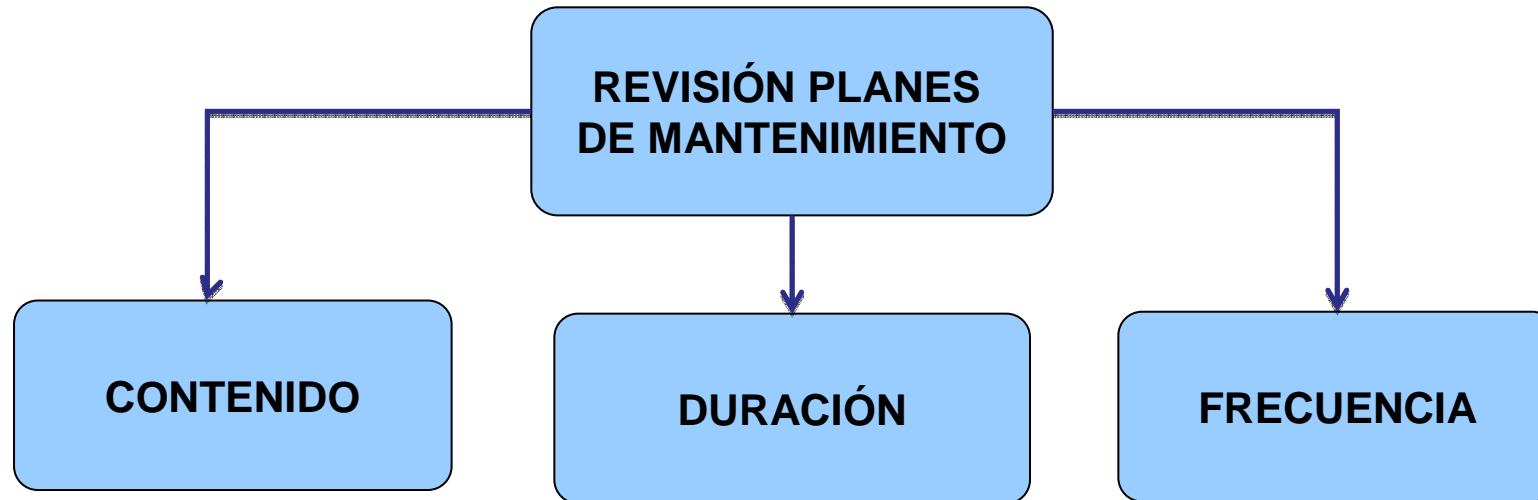 REVISIÓN PLANES
DE MANTENIMIENTO
CONTENIDO
DURACIÓN
FRECUENCIA